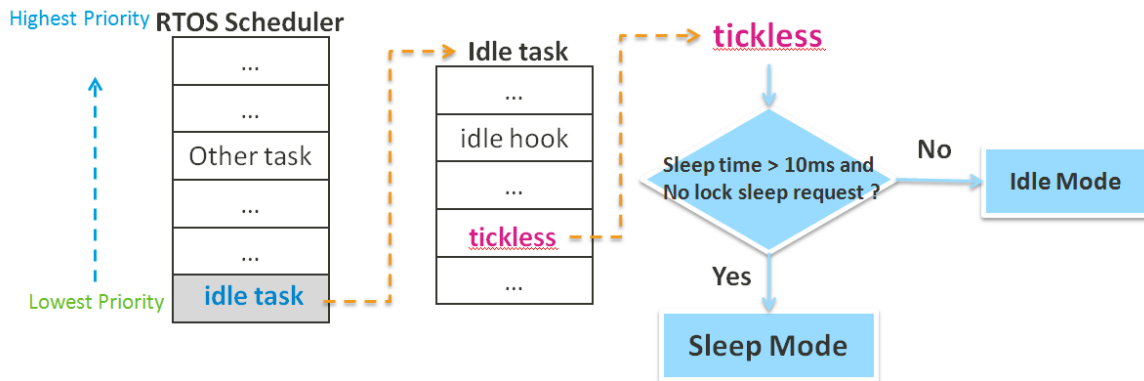 Highest Priority
RTOS Scheduler
...
...
Other task
...
...
idle task
Lowest Priority
Idle task
...
idle hook
...
tickless
...
tickless
Sleep time > 10ms and
No lock sleep request ?
No
Idle Mode
Yes
Sleep Mode